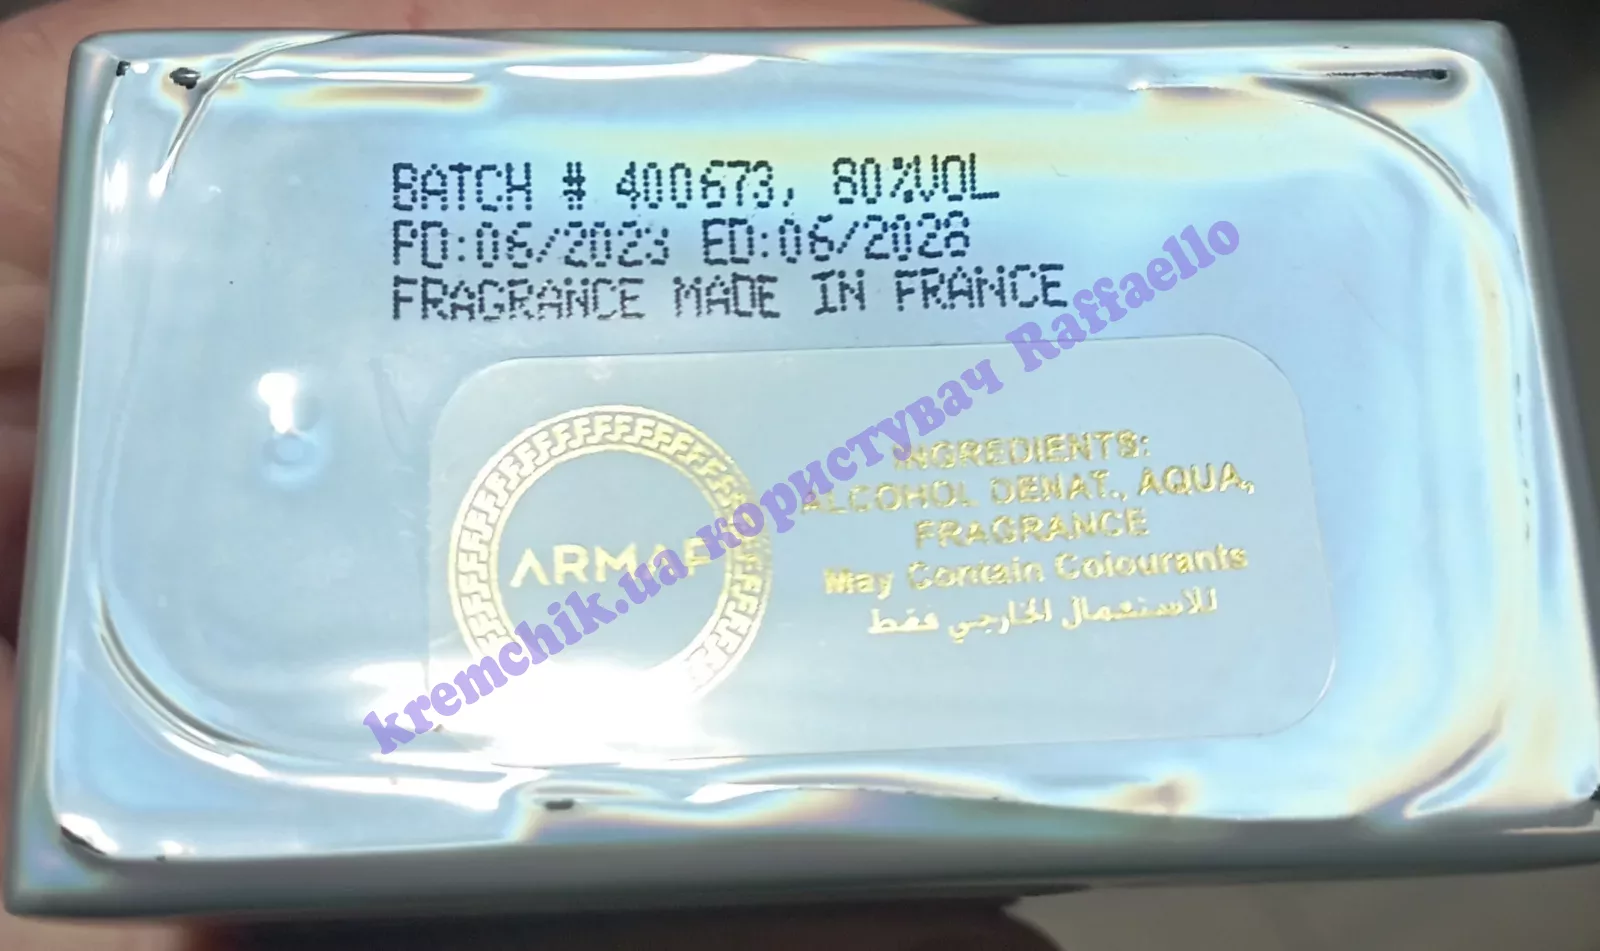 BATCH # 400673, 80%VOL
PD:06/2023 ED:06/2028
FRAGRANCE MADE IN FRANCE
ARMAF
INGREDIENTS:
ALCOHOL DENAT., AQUA,
FRAGRANCE
May Contain Colourants
للاستعمال الخارجي فقط
kremchik.ua користувач Raffaello